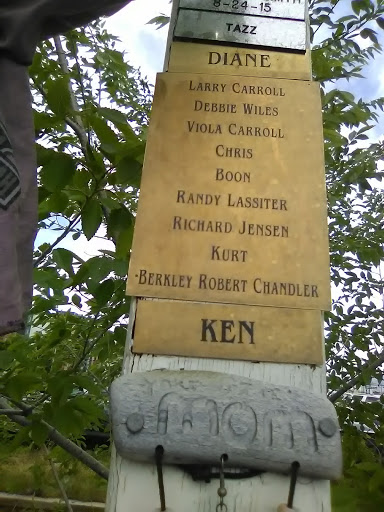 8-24-15
TAZZ
DIANE
LARRY CARROLL
DEBBIE WILES
VIOLA CARROLL
CHRIS
BOON
RANDY LASSITER
RICHARD JENSEN
KURT
BERKLEY ROBERT CHANDLER
KEN
mom